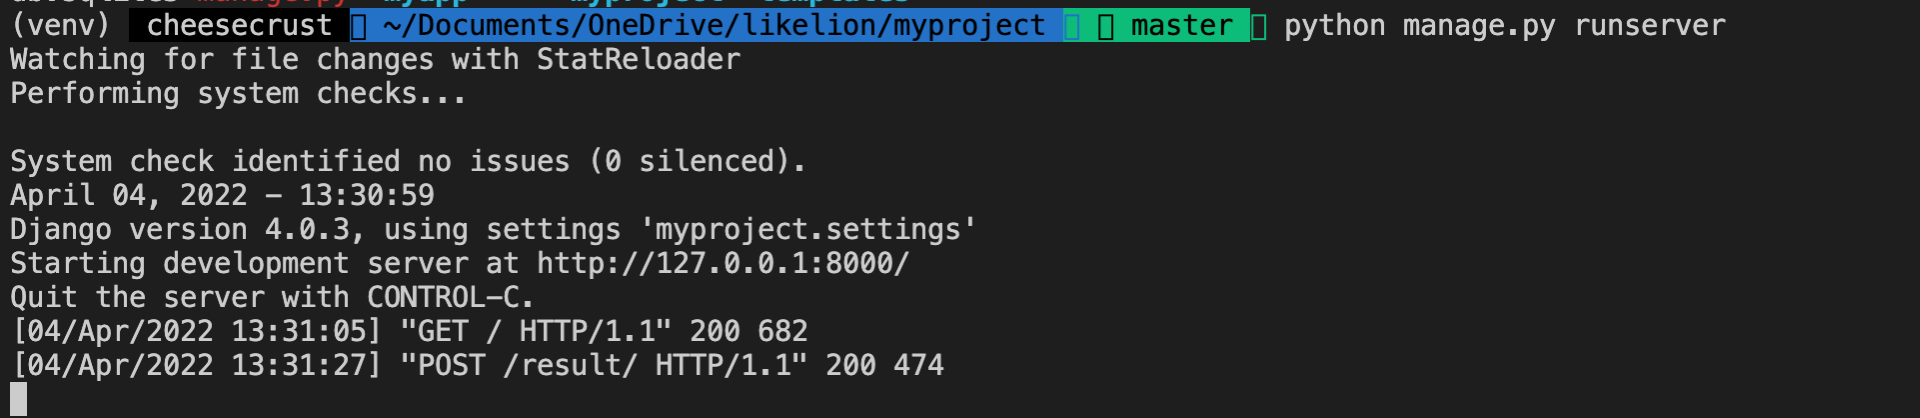 (venv) cheesecrust ~/Documents/OneDrive/likelion/myproject master python manage.py runserver
Watching for file changes with StatReloader
Performing system checks...
System check identified no issues (0 silenced).
April 04, 2022 - 13:30:59
Django version 4.0.3, using settings 'myproject.settings'
Starting development server at http://127.0.0.1:8000/
Quit the server with CONTROL-C.
[04/Apr/2022 13:31:05] "GET / HTTP/1.1" 200 682
[04/Apr/2022 13:31:27] "POST /result/ HTTP/1.1" 200 474